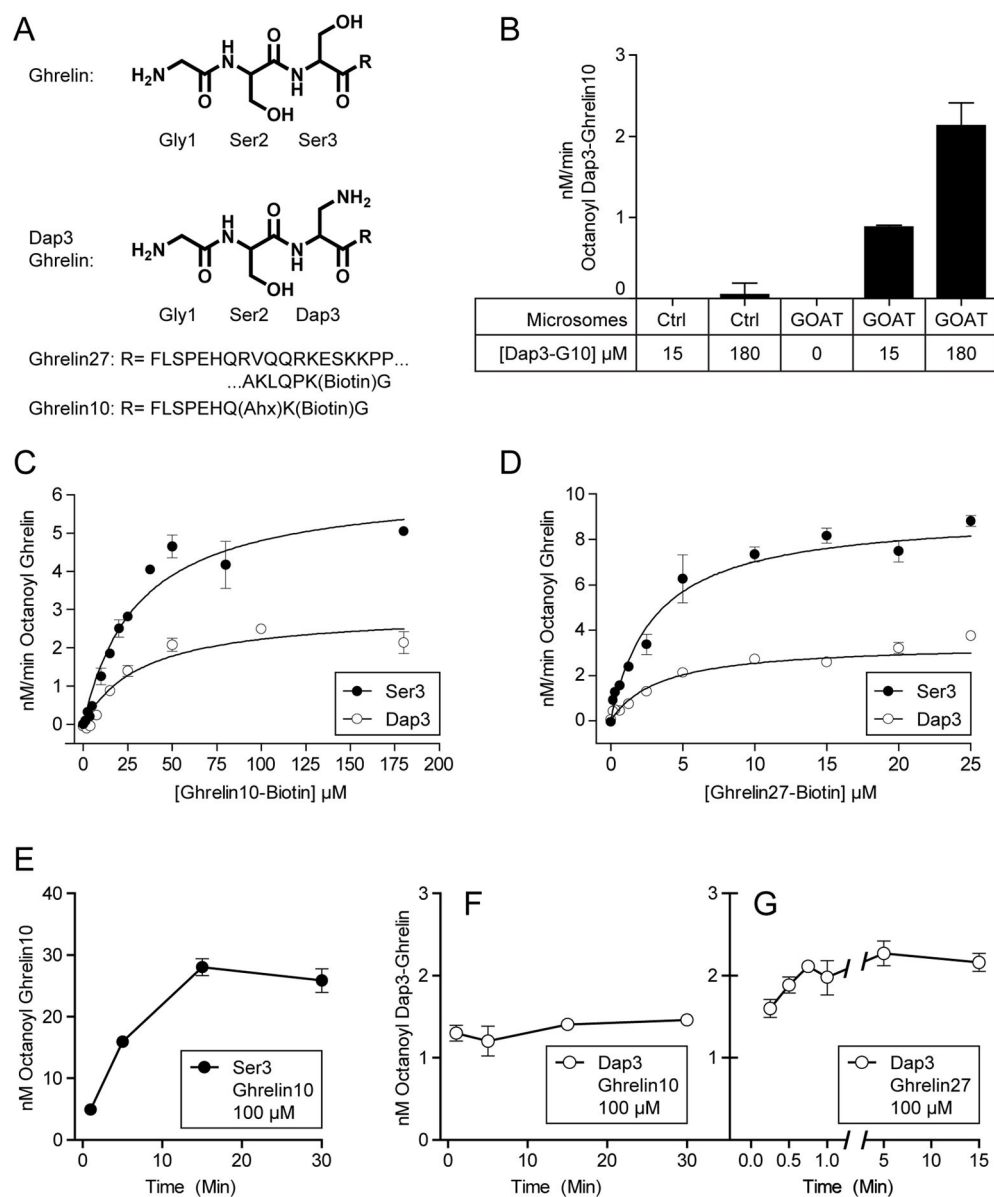 A
Ghrelin:
H₂N
O
H
N
OH
O
N
H
OH
R
O
Gly1 Ser2 Ser3
Dap3
Ghrelin:
H₂N
O
H
N
OH
O
N
H
NH₂
R
O
Gly1 Ser2 Dap3
Ghrelin27: R= FLSPEHQRVQQRKESKKPP...
...AKLQPK(Biotin)G
Ghrelin10: R= FLSPEHQ(Ahx)K(Biotin)G
B
nM/min
Octanoyl Dap3-Ghrelin10
3
2
1
0
Microsomes Ctrl Ctrl GOAT GOAT GOAT
[Dap3-G10] µM 15 180 0 15 180
C
nM/min Octanoyl Ghrelin
6
5
4
3
2
1
0
Ser3
Dap3
0 25 50 75 100 125 150 175 200
[Ghrelin10-Biotin] µM
D
nM/min Octanoyl Ghrelin
10
8
6
4
2
0
Ser3
Dap3
0 5 10 15 20 25
[Ghrelin27-Biotin] µM
E
nM Octanoyl Ghrelin10
40
30
20
10
0
Ser3
Ghrelin10
100 µM
0 10 20 30
Time (Min)
F
nM Octanoyl Dap3-Ghrelin
3
2
1
0
Dap3
Ghrelin10
100 µM
0 10 20 30
Time (Min)
G
3
2
1
Dap3
Ghrelin27
100 µM
0.0 0.5 1.0 5 15
Time (Min)